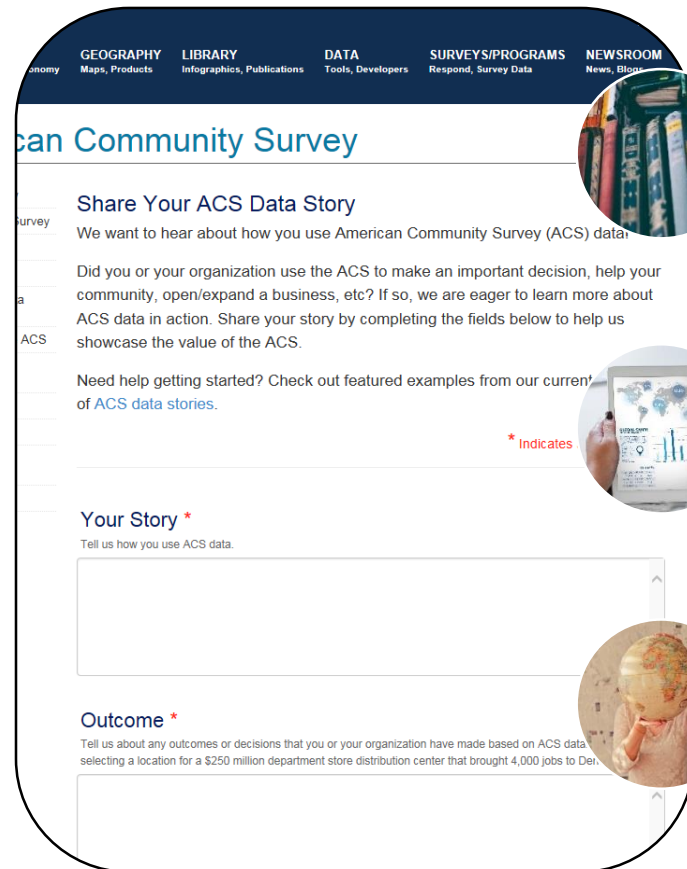 GEOGRAPHY LIBRARY DATA SURVEYS/PROGRAMS NEWSROOM
Maps, Products Infographics, Publications Tools, Developers Respond, Survey Data News, Blogs
Community Survey
Survey
a
ACS
Share Your ACS Data Story
We want to hear about how you use American Community Survey (ACS) data!
Did you or your organization use the ACS to make an important decision, help your
community, open/expand a business, etc? If so, we are eager to learn more about
ACS data in action. Share your story by completing the fields below to help us
showcase the value of the ACS.
Need help getting started? Check out featured examples from our current
of ACS data stories.
* Indicates
Your Story *
Tell us how you use ACS data.
Outcome *
Tell us about any outcomes or decisions that you or your organization have made based on ACS data
selecting a location for a $250 million department store distribution center that brought 4,000 jobs to